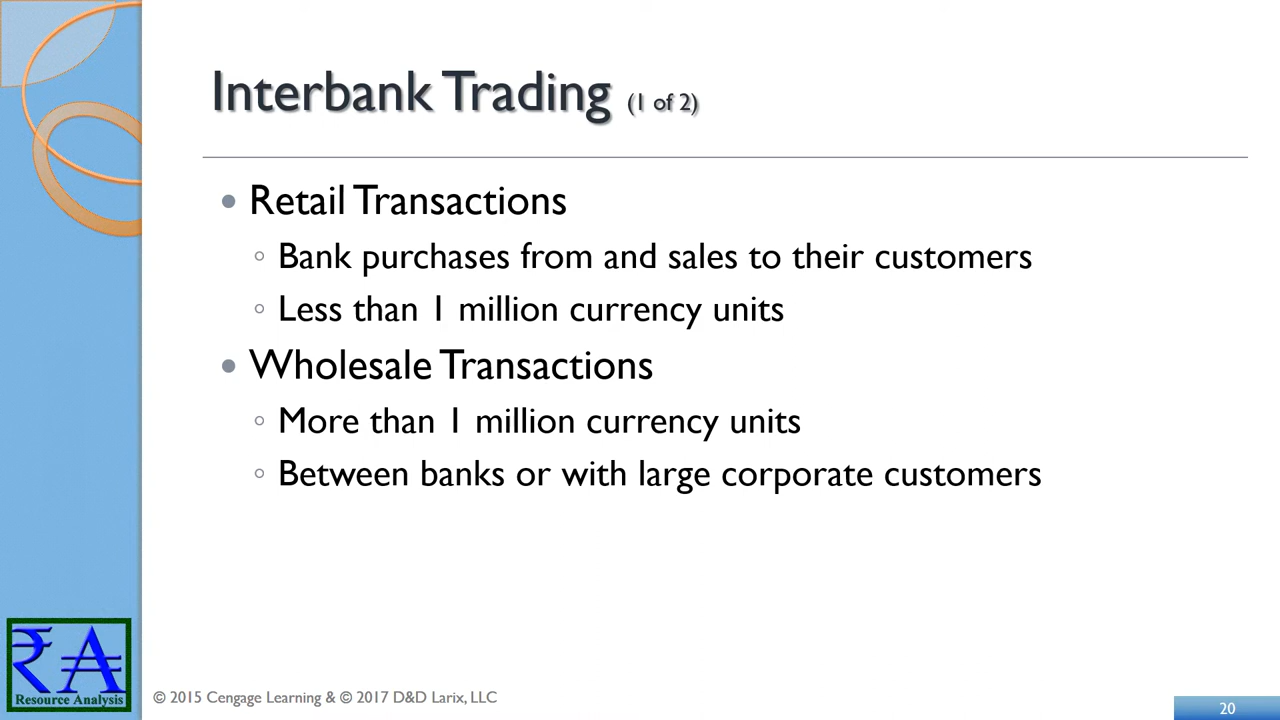 Interbank Trading (1 of 2)
• Retail Transactions
◦ Bank purchases from and sales to their customers
◦ Less than 1 million currency units
• Wholesale Transactions
◦ More than 1 million currency units
◦ Between banks or with large corporate customers
₹A
Resource Analysis
© 2015 Cengage Learning & © 2017 D&D Larix, LLC
20